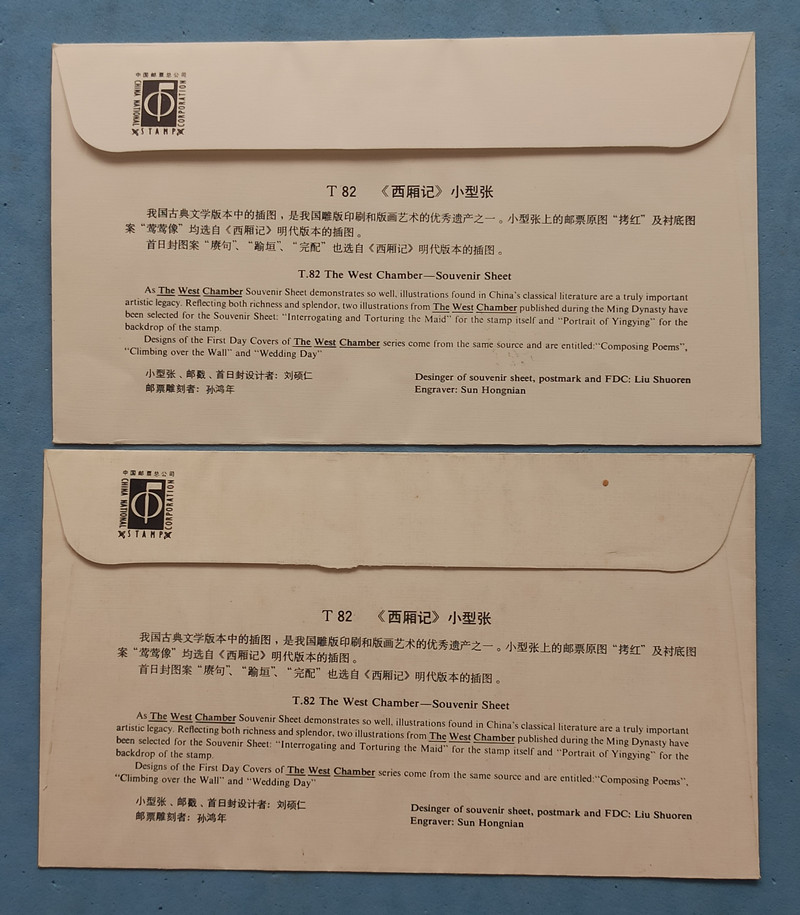 中国邮票总公司
CHINA NATIONAL
STAMP
CORPORATION
T 82 《西厢记》小型张
我国古典文学版本中的插图，是我国雕版印刷和版画艺术的优秀遗产之一。小型张上的邮票原图“拷红”及衬底图
案“莺莺像”均选自《西厢记》明代版本的插图。
首日封图案“赓句”、“踰垣”、“完配”也选自《西厢记》明代版本的插图。
T.82 The West Chamber—Souvenir Sheet
As The West Chamber Souvenir Sheet demonstrates so well, illustrations found in China's classical literature are a truly important
artistic legacy. Reflecting both richness and splendor, two illustrations from The West Chamber published during the Ming Dynasty have
been selected for the Souvenir Sheet: “Interrogating and Torturing the Maid” for the stamp itself and “Portrait of Yingying” for the
backdrop of the stamp.
Designs of the First Day Covers of The West Chamber series come from the same source and are entitled:“Composing Poems”,
“Climbing over the Wall” and “Wedding Day”
小型张、邮戳、首日封设计者：刘硕仁
邮票雕刻者：孙鸿年
Desinger of souvenir sheet, postmark and FDC: Liu Shuoren
Engraver: Sun Hongnian
中国邮票总公司
CHINA NATIONAL
STAMP
CORPORATION
T 82 《西厢记》小型张
我国古典文学版本中的插图，是我国雕版印刷和版画艺术的优秀遗产之一。小型张上的邮票原图“拷红”及衬底图
案“莺莺像”均选自《西厢记》明代版本的插图。
首日封图案“赓句”、“踰垣”、“完配”也选自《西厢记》明代版本的插图。
T.82 The West Chamber—Souvenir Sheet
As The West Chamber Souvenir Sheet demonstrates so well, illustrations found in China's classical literature are a truly important
artistic legacy. Reflecting both richness and splendor, two illustrations from The West Chamber published during the Ming Dynasty have
been selected for the Souvenir Sheet: “Interrogating and Torturing the Maid” for the stamp itself and “Portrait of Yingying” for the
backdrop of the stamp.
Designs of the First Day Covers of The West Chamber series come from the same source and are entitled:“Composing Poems”,
“Climbing over the Wall” and “Wedding Day”
小型张、邮戳、首日封设计者：刘硕仁
邮票雕刻者：孙鸿年
Desinger of souvenir sheet, postmark and FDC: Liu Shuoren
Engraver: Sun Hongnian